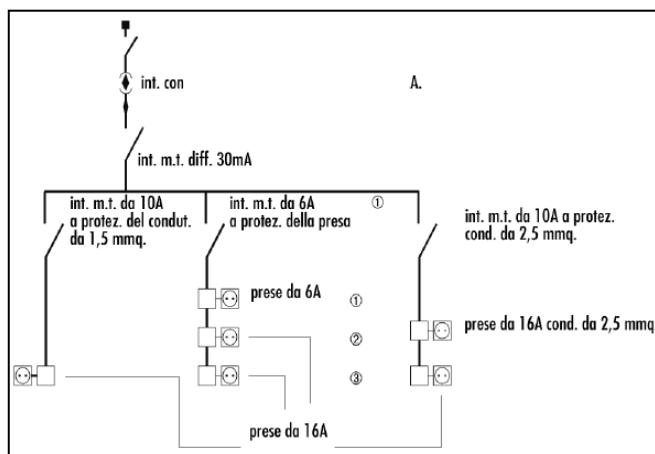 int. con
A.
int. m.t. diff. 30mA
int. m.t. da 10A
a protez. del condut.
da 1,5 mmq.
int. m.t. da 6A
a protez. della presa
①
int. m.t. da 10A a protez.
cond. da 2,5 mmq.
prese da 6A
①
②
prese da 16A cond. da 2,5 mmq
③
prese da 16A